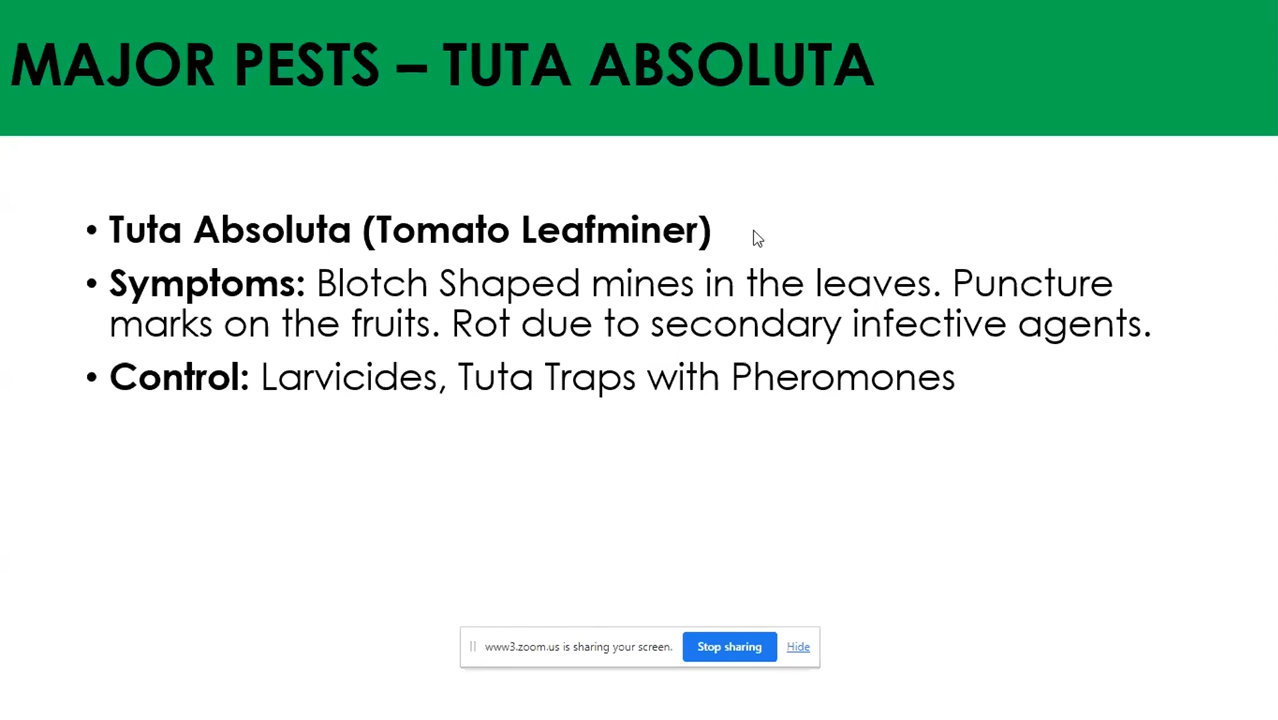 MAJOR PESTS – TUTA ABSOLUTA
• Tuta Absoluta (Tomato Leafminer)
• Symptoms: Blotch Shaped mines in the leaves. Puncture
marks on the fruits. Rot due to secondary infective agents.
• Control: Larvicides, Tuta Traps with Pheromones
www3.zoom.us is sharing your screen. Stop sharing Hide